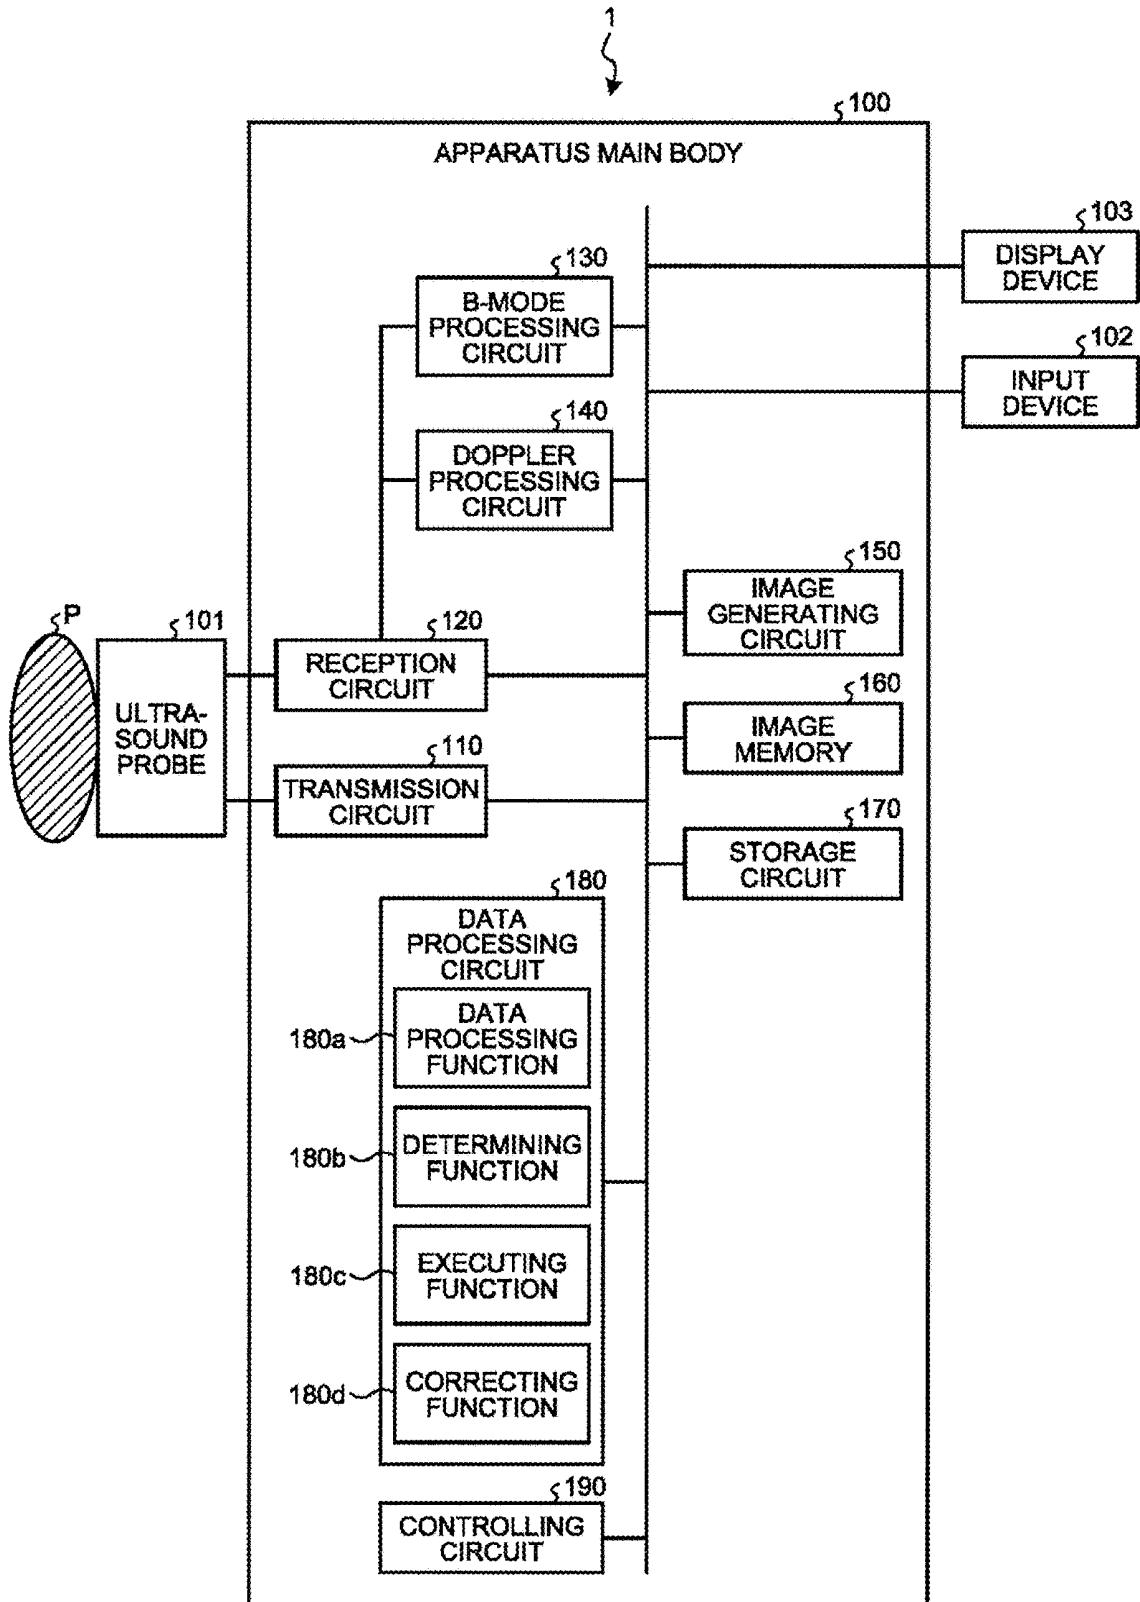 1
100
APPARATUS MAIN BODY
103
DISPLAY
DEVICE
130
B-MODE
PROCESSING
CIRCUIT
102
INPUT
DEVICE
140
DOPPLER
PROCESSING
CIRCUIT
150
IMAGE
GENERATING
CIRCUIT
P
101
ULTRA-
SOUND
PROBE
120
RECEPTION
CIRCUIT
160
IMAGE
MEMORY
110
TRANSMISSION
CIRCUIT
170
STORAGE
CIRCUIT
180
DATA
PROCESSING
CIRCUIT
180a
DATA
PROCESSING
FUNCTION
180b
DETERMINING
FUNCTION
180c
EXECUTING
FUNCTION
180d
CORRECTING
FUNCTION
190
CONTROLLING
CIRCUIT